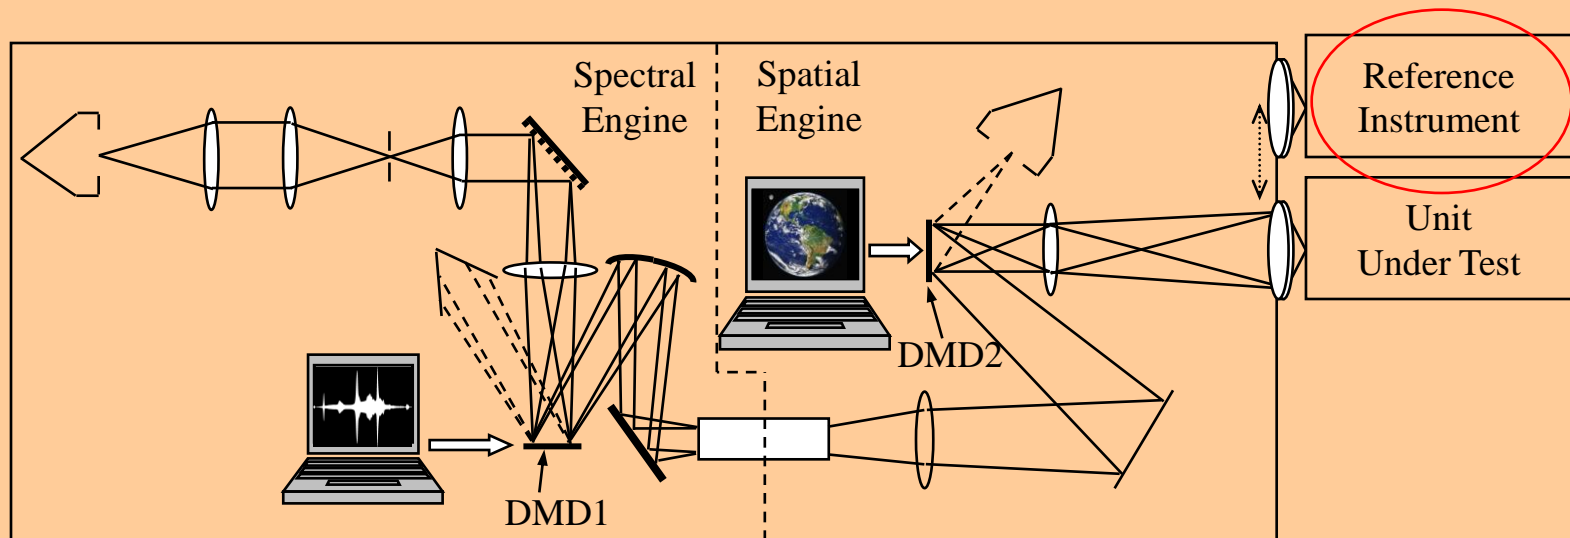 Spectral
Engine
Spatial
Engine
Reference
Instrument
Unit
Under Test
DMD2
DMD1